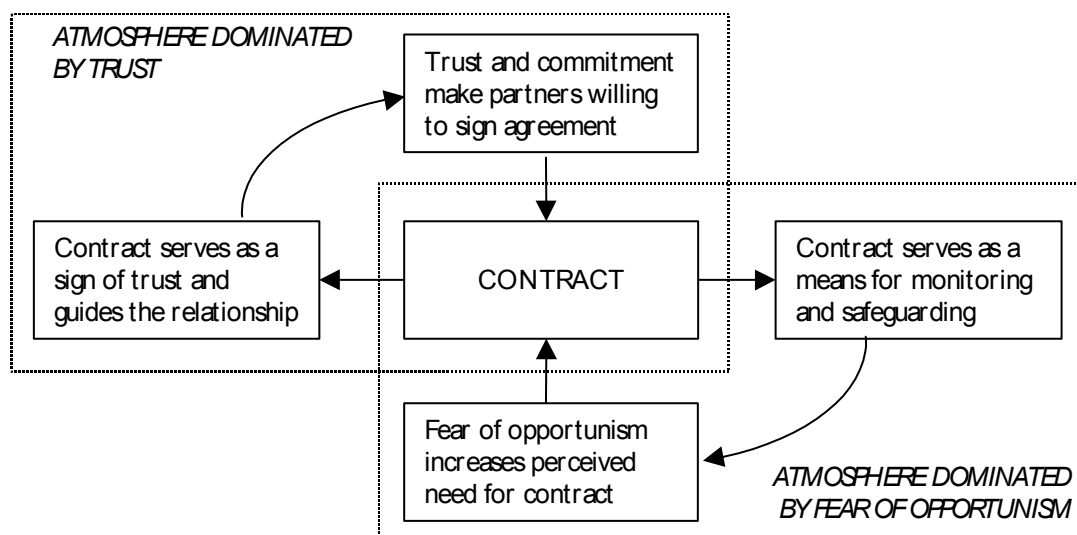 ATMOSPHERE DOMINATED
BY TRUST
Trust and commitment
make partners willing
to sign agreement
Contract serves as a
sign of trust and
guides the relationship
CONTRACT
Contract serves as a
means for monitoring
and safeguarding
Fear of opportunism
increases perceived
need for contract
ATMOSPHERE DOMINATED
BY FEAR OF OPPORTUNISM